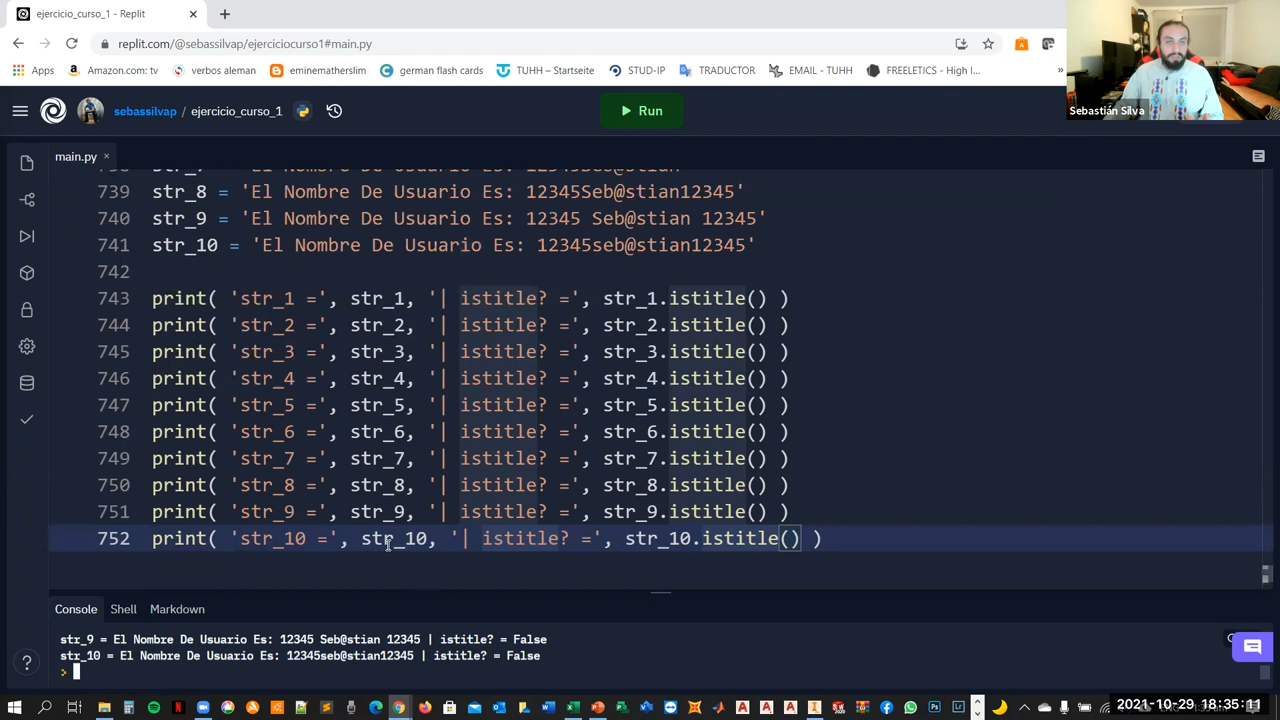 ejercicio_curso_1 - Replit
replit.com/@sebassilvap/ejerciciocurso1#main.py
Apps Amazon.com: tv verbos aleman eminematherslim german flash cards TUHH – Startseite STUD-IP TRADUCTOR EMAIL - TUHH FREELETICS - High I... »
Sebastián Silva
sebassilvap / ejercicio_curso_1
Run
main.py
739 str_8 = 'El Nombre De Usuario Es: 12345Seb@stian12345'
740 str_9 = 'El Nombre De Usuario Es: 12345 Seb@stian 12345'
741 str_10 = 'El Nombre De Usuario Es: 12345seb@stian12345'
742
743 print( 'str_1 =', str_1, '| istitle? =', str_1.istitle() )
744 print( 'str_2 =', str_2, '| istitle? =', str_2.istitle() )
745 print( 'str_3 =', str_3, '| istitle? =', str_3.istitle() )
746 print( 'str_4 =', str_4, '| istitle? =', str_4.istitle() )
747 print( 'str_5 =', str_5, '| istitle? =', str_5.istitle() )
748 print( 'str_6 =', str_6, '| istitle? =', str_6.istitle() )
749 print( 'str_7 =', str_7, '| istitle? =', str_7.istitle() )
750 print( 'str_8 =', str_8, '| istitle? =', str_8.istitle() )
751 print( 'str_9 =', str_9, '| istitle? =', str_9.istitle() )
752 print( 'str_10 =', str_10, '| istitle? =', str_10.istitle() )
Console Shell Markdown
str_9 = El Nombre De Usuario Es: 12345 Seb@stian 12345 | istitle? = False
str_10 = El Nombre De Usuario Es: 12345seb@stian12345 | istitle? = False
>
2021-10-29 18:35:11